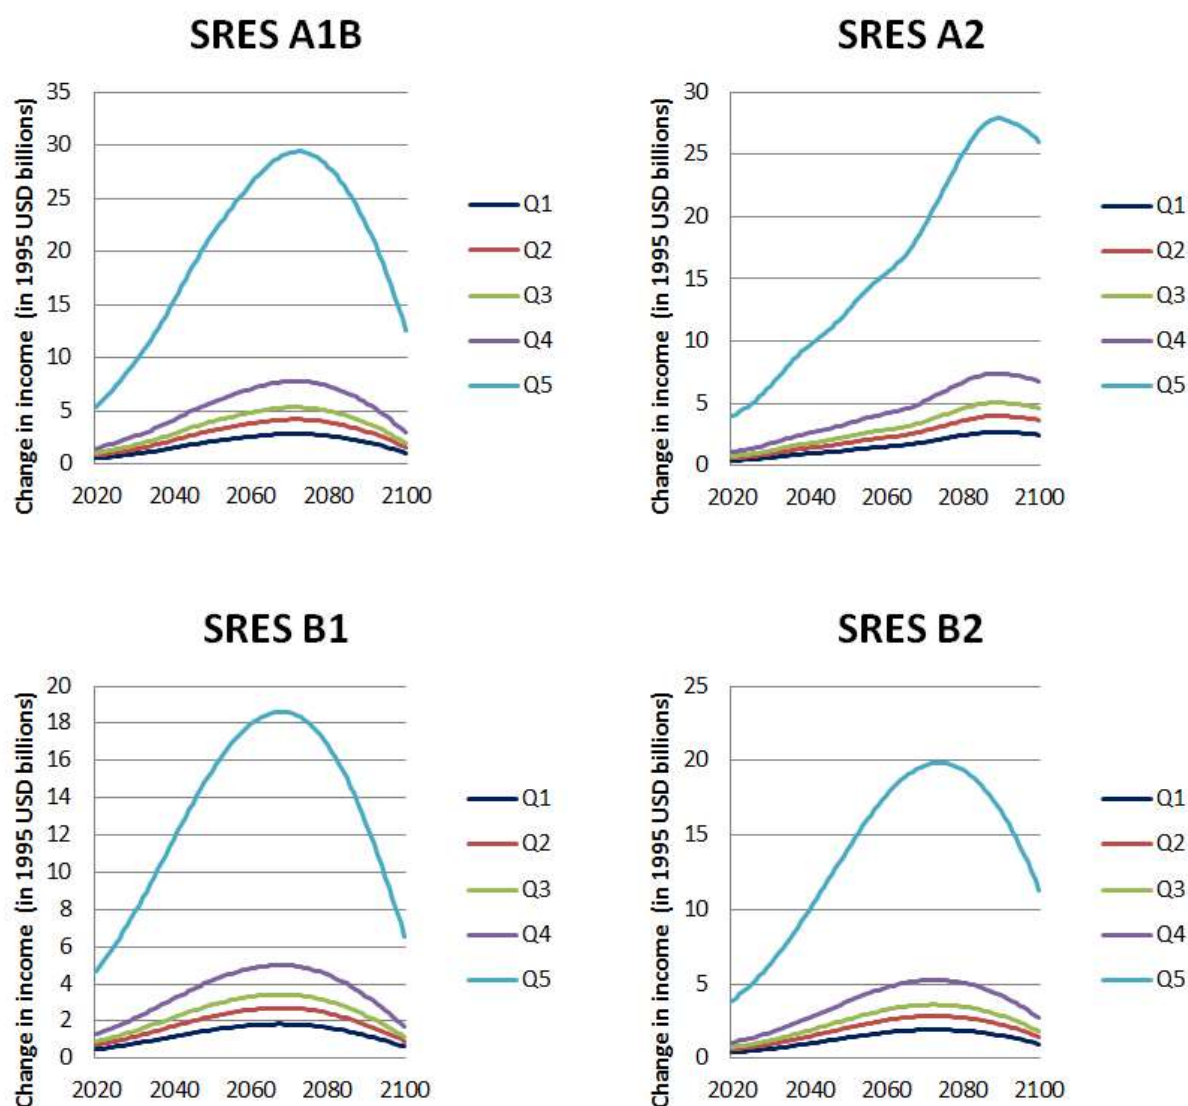 SRES A1B
Change in income (in 1995 USD billions)
35
30
25
20
15
10
5
0
2020 2040 2060 2080 2100
Q1
Q2
Q3
Q4
Q5
SRES A2
Change in income (in 1995 USD billions)
30
25
20
15
10
5
0
2020 2040 2060 2080 2100
Q1
Q2
Q3
Q4
Q5
SRES B1
Change in income (in 1995 USD billions)
20
18
16
14
12
10
8
6
4
2
0
2020 2040 2060 2080 2100
Q1
Q2
Q3
Q4
Q5
SRES B2
Change in income (in 1995 USD billions)
25
20
15
10
5
0
2020 2040 2060 2080 2100
Q1
Q2
Q3
Q4
Q5